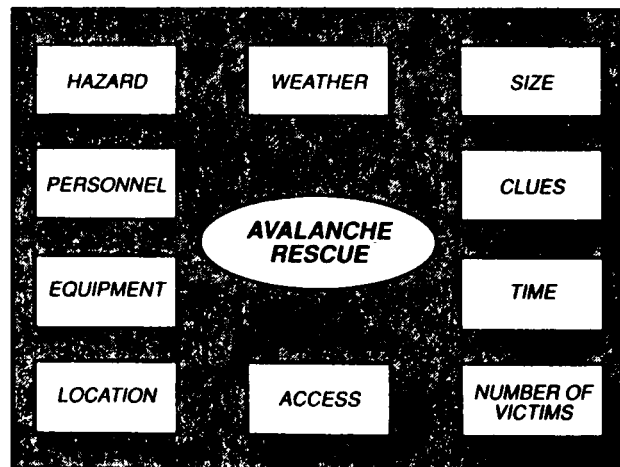 HAZARD
WEATHER
SIZE
PERSONNEL
CLUES
AVALANCHE
RESCUE
EQUIPMENT
TIME
LOCATION
ACCESS
NUMBER OF
VICTIMS